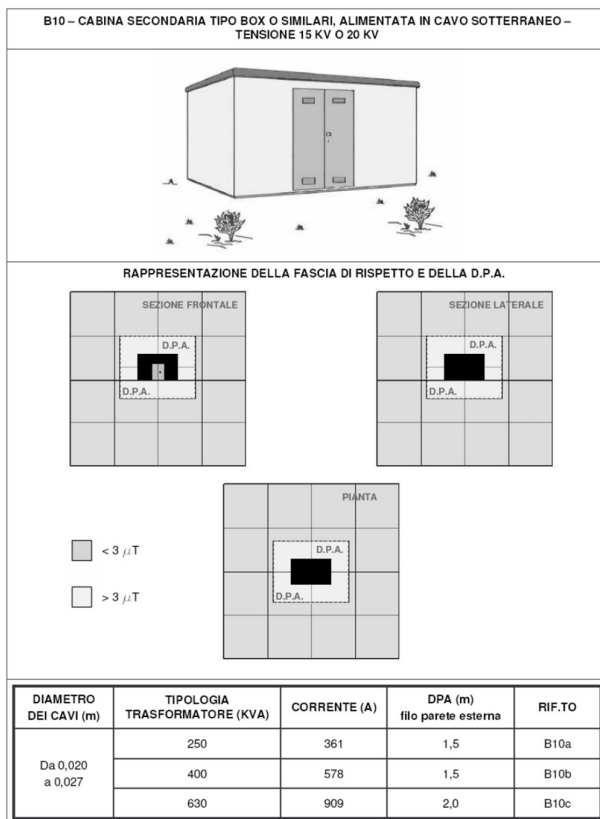 B10 – CABINA SECONDARIA TIPO BOX O SIMILARI, ALIMENTATA IN CAVO SOTTERRANEO –
TENSIONE 15 KV O 20 KV
RAPPRESENTAZIONE DELLA FASCIA DI RISPETTO E DELLA D.P.A.
SEZIONE FRONTALE
D.P.A.
D.P.A.
SEZIONE LATERALE
D.P.A.
D.P.A.
PIANTA
D.P.A.
D.P.A.
< 3 μT
> 3 μT
DIAMETRO
DEI CAVI (m)
TIPOLOGIA
TRASFORMATORE (KVA)
CORRENTE (A)
DPA (m)
filo parete esterna
RIF.TO
Da 0,020
a 0,027
250 361 1,5 B10a
400 578 1,5 B10b
630 909 2,0 B10c